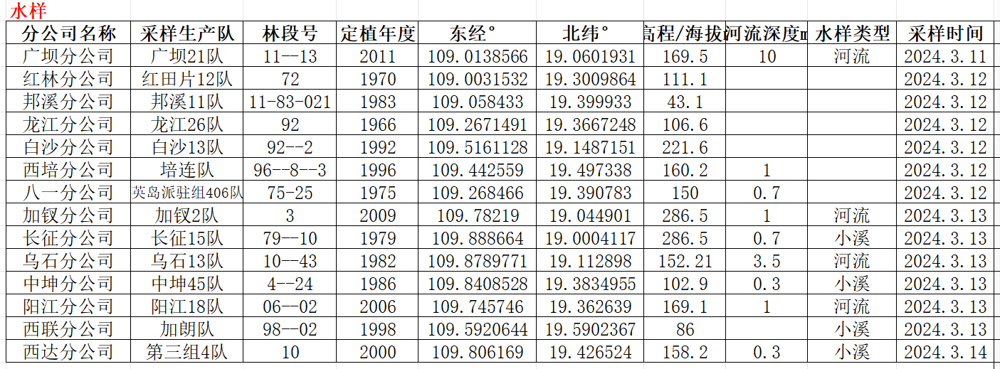 水样
分公司名称 采样生产队 林段号 定植年度 东经° 北纬° 高程/海拔 河流深度m 水样类型 采样时间
广坝分公司 广坝21队 11--13 2011 109.0138566 19.0601931 169.5 10 河流 2024.3.11
红林分公司 红田片12队 72 1970 109.0031532 19.3009864 111.1 2024.3.12
邦溪分公司 邦溪11队 11-83-021 1983 109.058433 19.399933 43.1 2024.3.12
龙江分公司 龙江26队 92 1966 109.2671491 19.3667248 106.6 2024.3.12
白沙分公司 白沙13队 92--2 1992 109.5161128 19.1487151 221.6 2024.3.12
西培分公司 培连队 96--8--3 1996 109.442559 19.497338 160.2 1 2024.3.12
八一分公司 英岛派驻组406队 75-25 1975 109.268466 19.390783 150 0.7 2024.3.12
加钗分公司 加钗2队 3 2009 109.78219 19.044901 286.5 1 河流 2024.3.13
长征分公司 长征15队 79--10 1979 109.888664 19.0004117 286.5 0.7 小溪 2024.3.13
乌石分公司 乌石13队 10--43 1982 109.8789771 19.112898 152.21 3.5 河流 2024.3.13
中坤分公司 中坤45队 4--24 1986 109.8408528 19.3834955 102.9 0.3 小溪 2024.3.13
阳江分公司 阳江18队 06--02 2006 109.745746 19.362639 169.1 1 河流 2024.3.13
西联分公司 加朗队 98--02 1998 109.5920644 19.5902367 86 小溪 2024.3.13
西达分公司 第三组4队 10 2000 109.806169 19.426524 158.2 0.3 小溪 2024.3.14